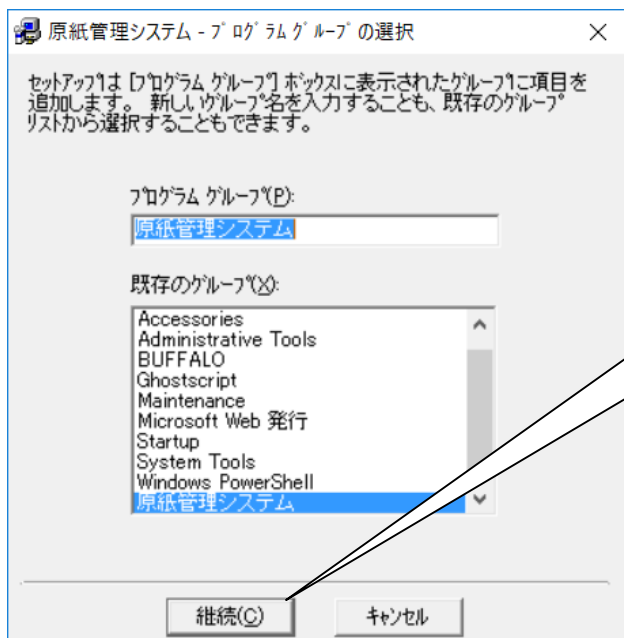 原紙管理システム - ﾌﾟﾛｸﾞﾗﾑ ｸﾞﾙｰﾌﾟの選択
ｾｯﾄｱｯﾌﾟは [ﾌﾟﾛｸﾞﾗﾑ ｸﾞﾙｰﾌﾟ] ﾎﾞｯｸｽに表示されたｸﾞﾙｰﾌﾟに項目を
追加します。 新しいｸﾞﾙｰﾌﾟ名を入力することも、既存のｸﾞﾙｰﾌﾟ
ﾘｽﾄから選択することもできます。
ﾌﾟﾛｸﾞﾗﾑ ｸﾞﾙｰﾌﾟ(P):
原紙管理システム
既存のｸﾞﾙｰﾌﾟ(X):
Accessories
Administrative Tools
BUFFALO
Ghostscript
Maintenance
Microsoft Web 発行
Startup
System Tools
Windows PowerShell
原紙管理システム
継続(C)
ｷｬﾝｾﾙ